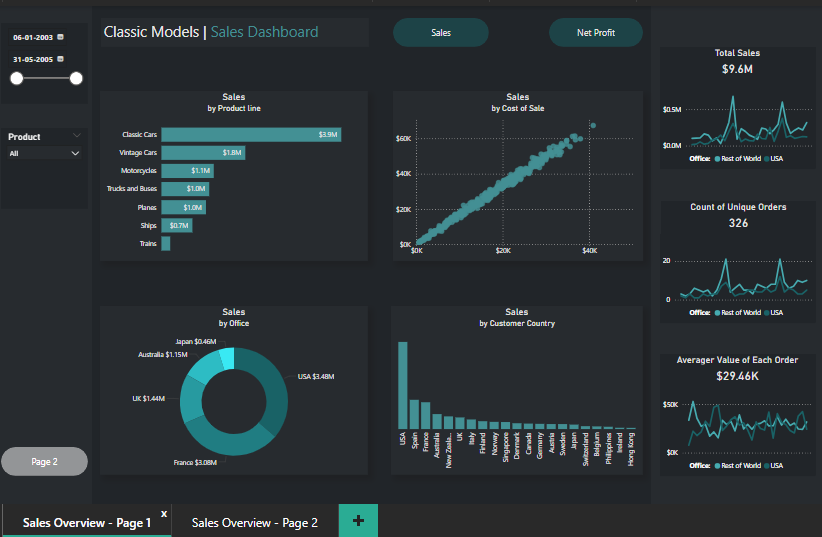 06-01-2003
31-05-2005
Product
All
Page 2
Classic Models | Sales Dashboard
Sales
Net Profit
Sales
by Product line
Classic Cars $3.9M
Vintage Cars $1.8M
Motorcycles $1.1M
Trucks and Buses $1.0M
Planes $1.0M
Ships $0.7M
Trains
Sales
by Cost of Sale
$60K
$40K
$20K
$0K
$0K $20K $40K
Sales
by Office
Japan $0.46M
Australia $1.15M
USA $3.48M
UK $1.44M
France $3.08M
Sales
by Customer Country
USA
Spain
France
Australia
New Zeala...
UK
Italy
Finland
Norway
Singapore
Denmark
Canada
Germany
Austria
Sweden
Japan
Switzerland
Belgium
Philippines
Ireland
Hong Kong
Total Sales
$9.6M
$0.5M
$0.0M
Office: Rest of World USA
Count of Unique Orders
326
20
0
Office: Rest of World USA
Averager Value of Each Order
$29.46K
$50K
$0K
Office: Rest of World USA
Sales Overview - Page 1 x
Sales Overview - Page 2
+